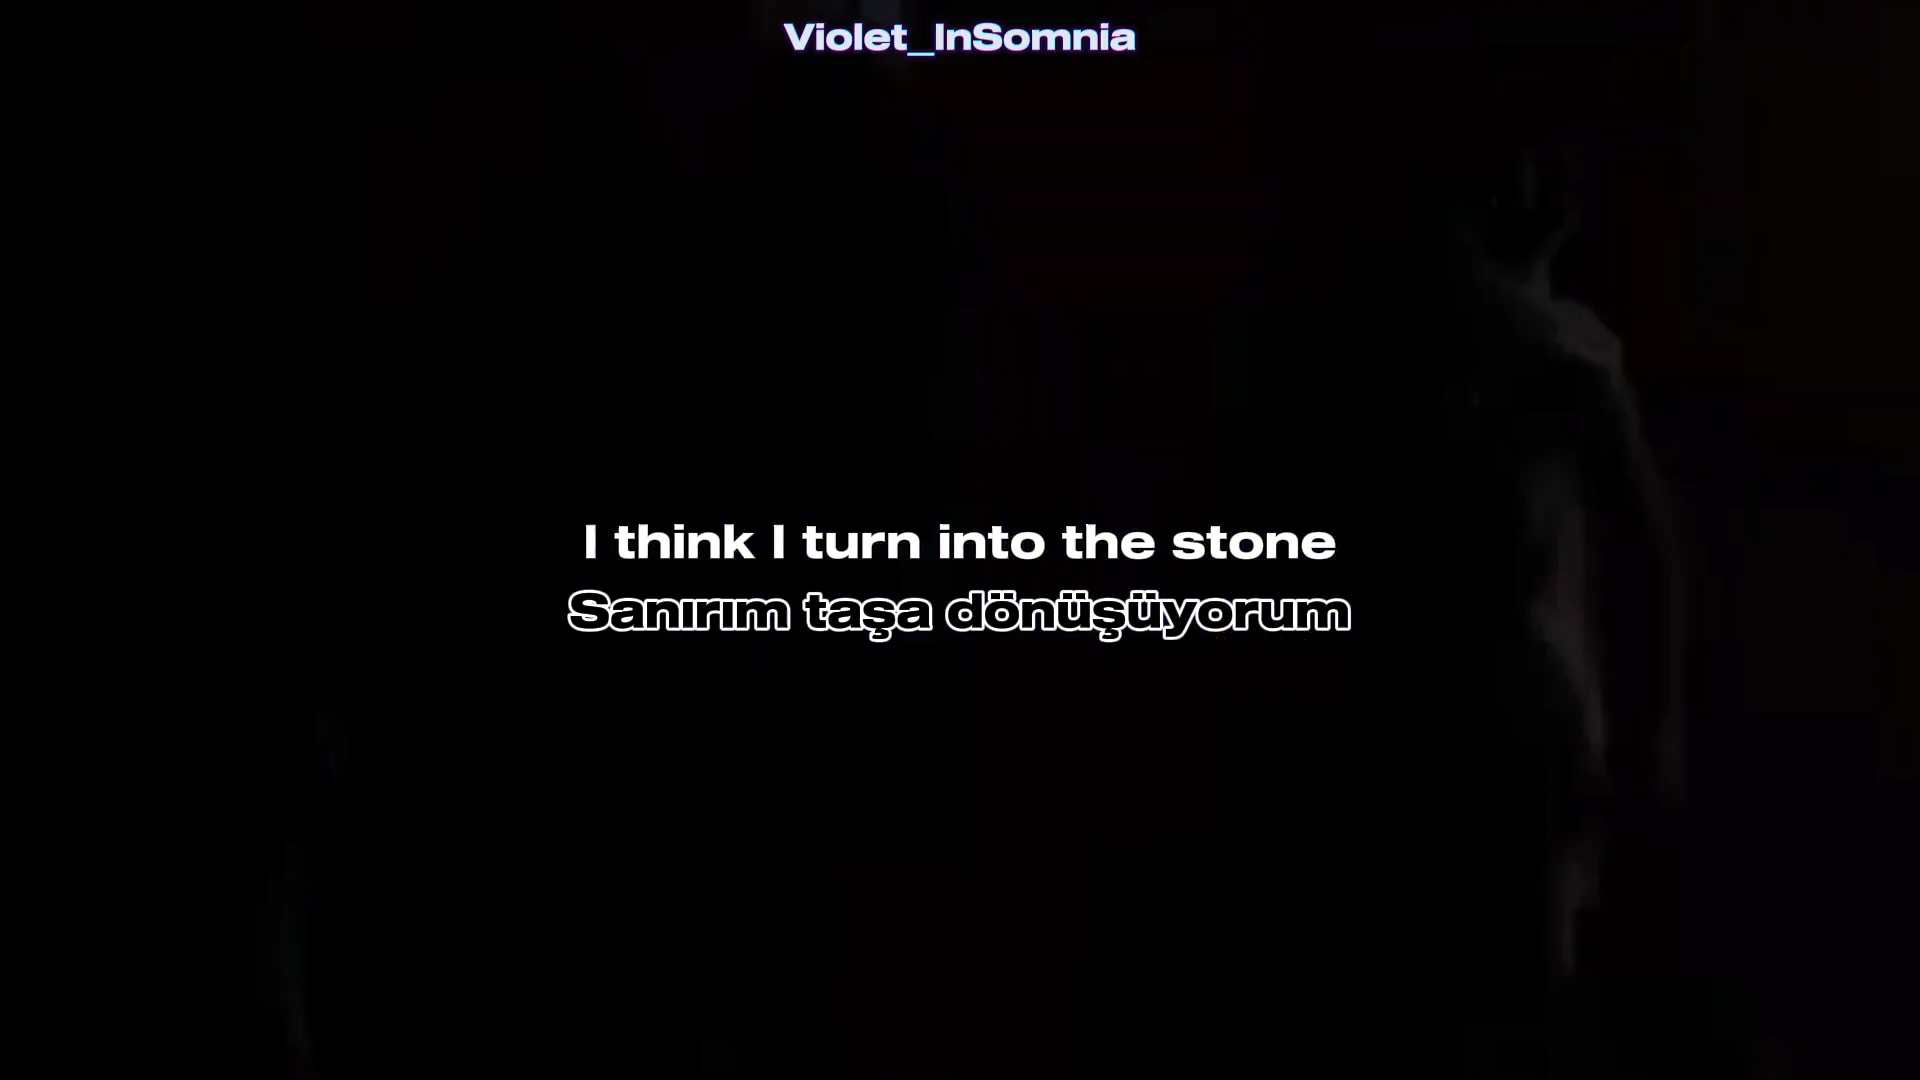 Violet_InSomnia
I think I turn into the stone
Sanırım taşa dönüşüyorum